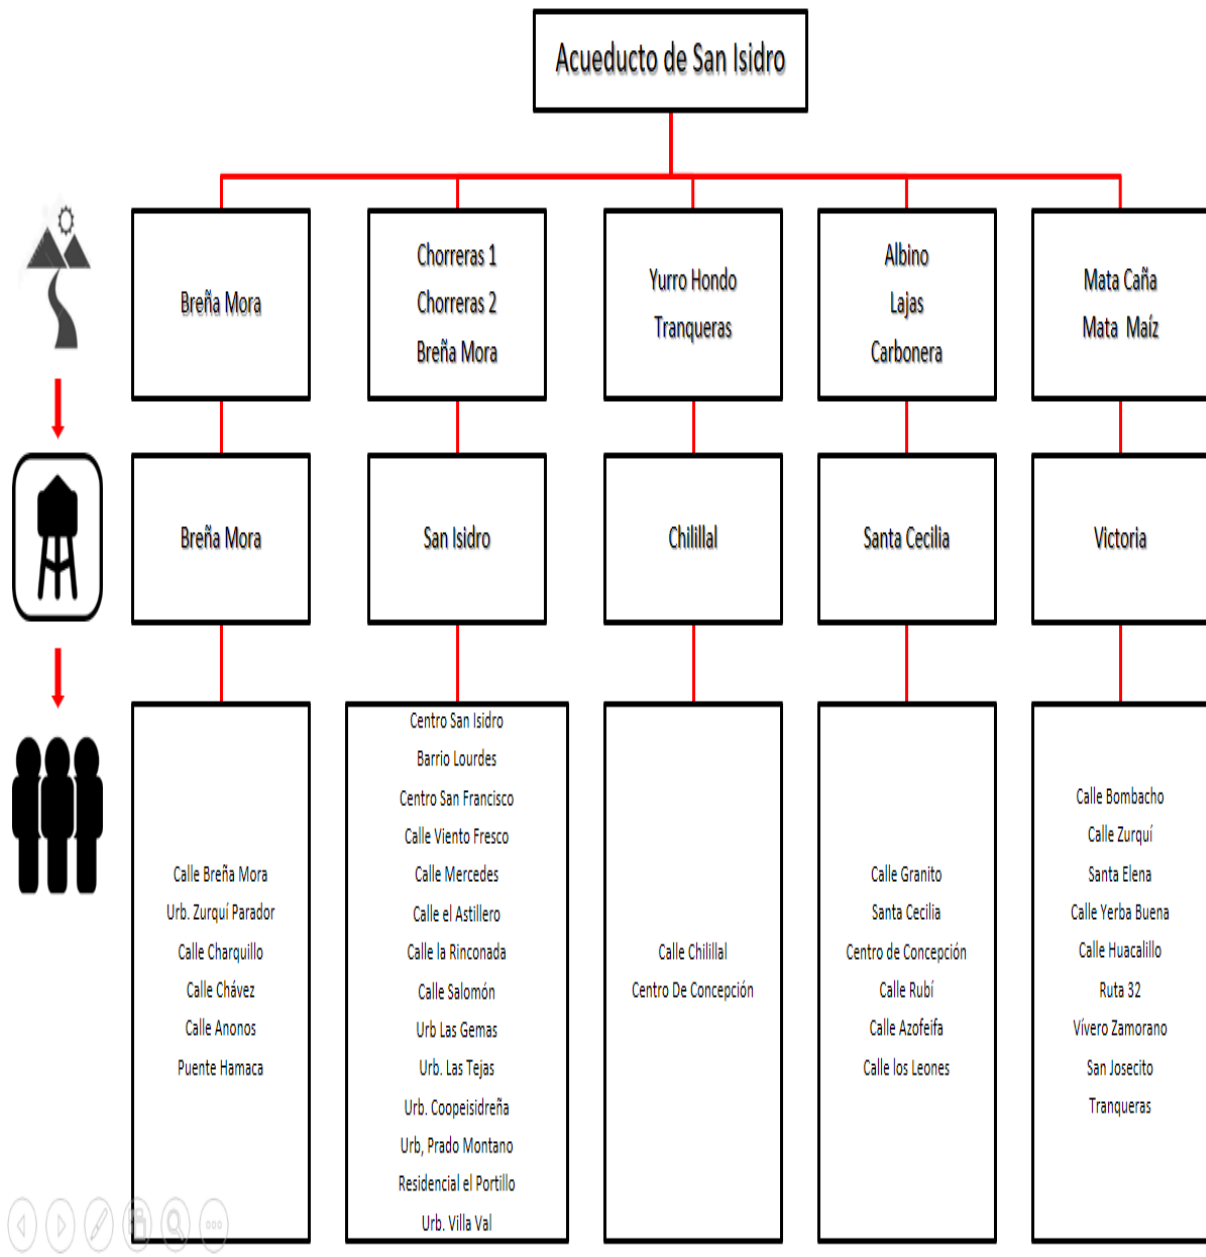 Acueducto de San Isidro
Breña Mora
Chorreras 1
Chorreras 2
Breña Mora
Yurro Hondo
Tranqueras
Albino
Lajas
Carbonera
Mata Caña
Mata Maíz
Breña Mora
San Isidro
Chilillal
Santa Cecilia
Victoria
Calle Breña Mora
Urb. Zurquí Parador
Calle Charquillo
Calle Chávez
Calle Anonos
Puente Hamaca
Centro San Isidro
Barrio Lourdes
Centro San Francisco
Calle Viento Fresco
Calle Mercedes
Calle el Astillero
Calle la Rinconada
Calle Salomón
Urb Las Gemas
Urb. Las Tejas
Urb. Coopeisidreña
Urb, Prado Montano
Residencial el Portillo
Urb. Villa Val
Calle Chilillal
Centro De Concepción
Calle Granito
Santa Cecilia
Centro de Concepción
Calle Rubí
Calle Azofeifa
Calle los Leones
Calle Bombacho
Calle Zurquí
Santa Elena
Calle Yerba Buena
Calle Huacalillo
Ruta 32
Vívero Zamorano
San Josecito
Tranqueras